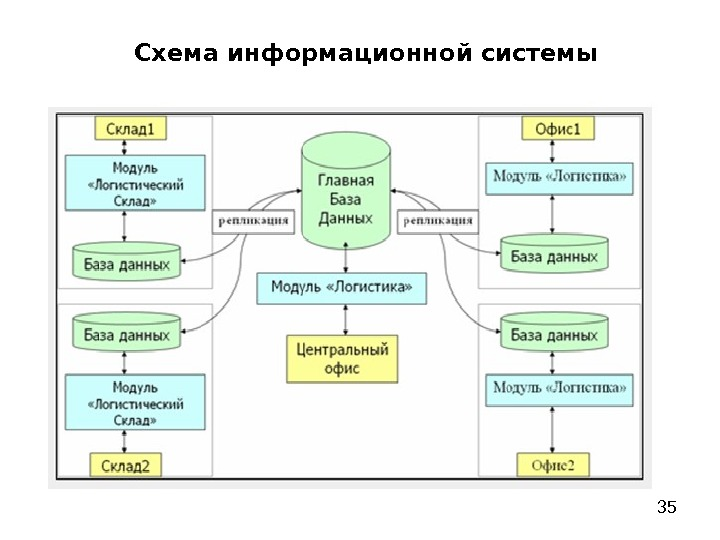 Схема информационной системы
Склад1
Модуль
«Логистический
Склад»
База данных
репликация
Главная
База
Данных
репликация
Офис1
Модуль «Логистика»
База данных
Модуль «Логистика»
Центральный
офис
База данных
Модуль
«Логистический
Склад»
Склад2
База данных
Модуль «Логистика»
Офис2
35